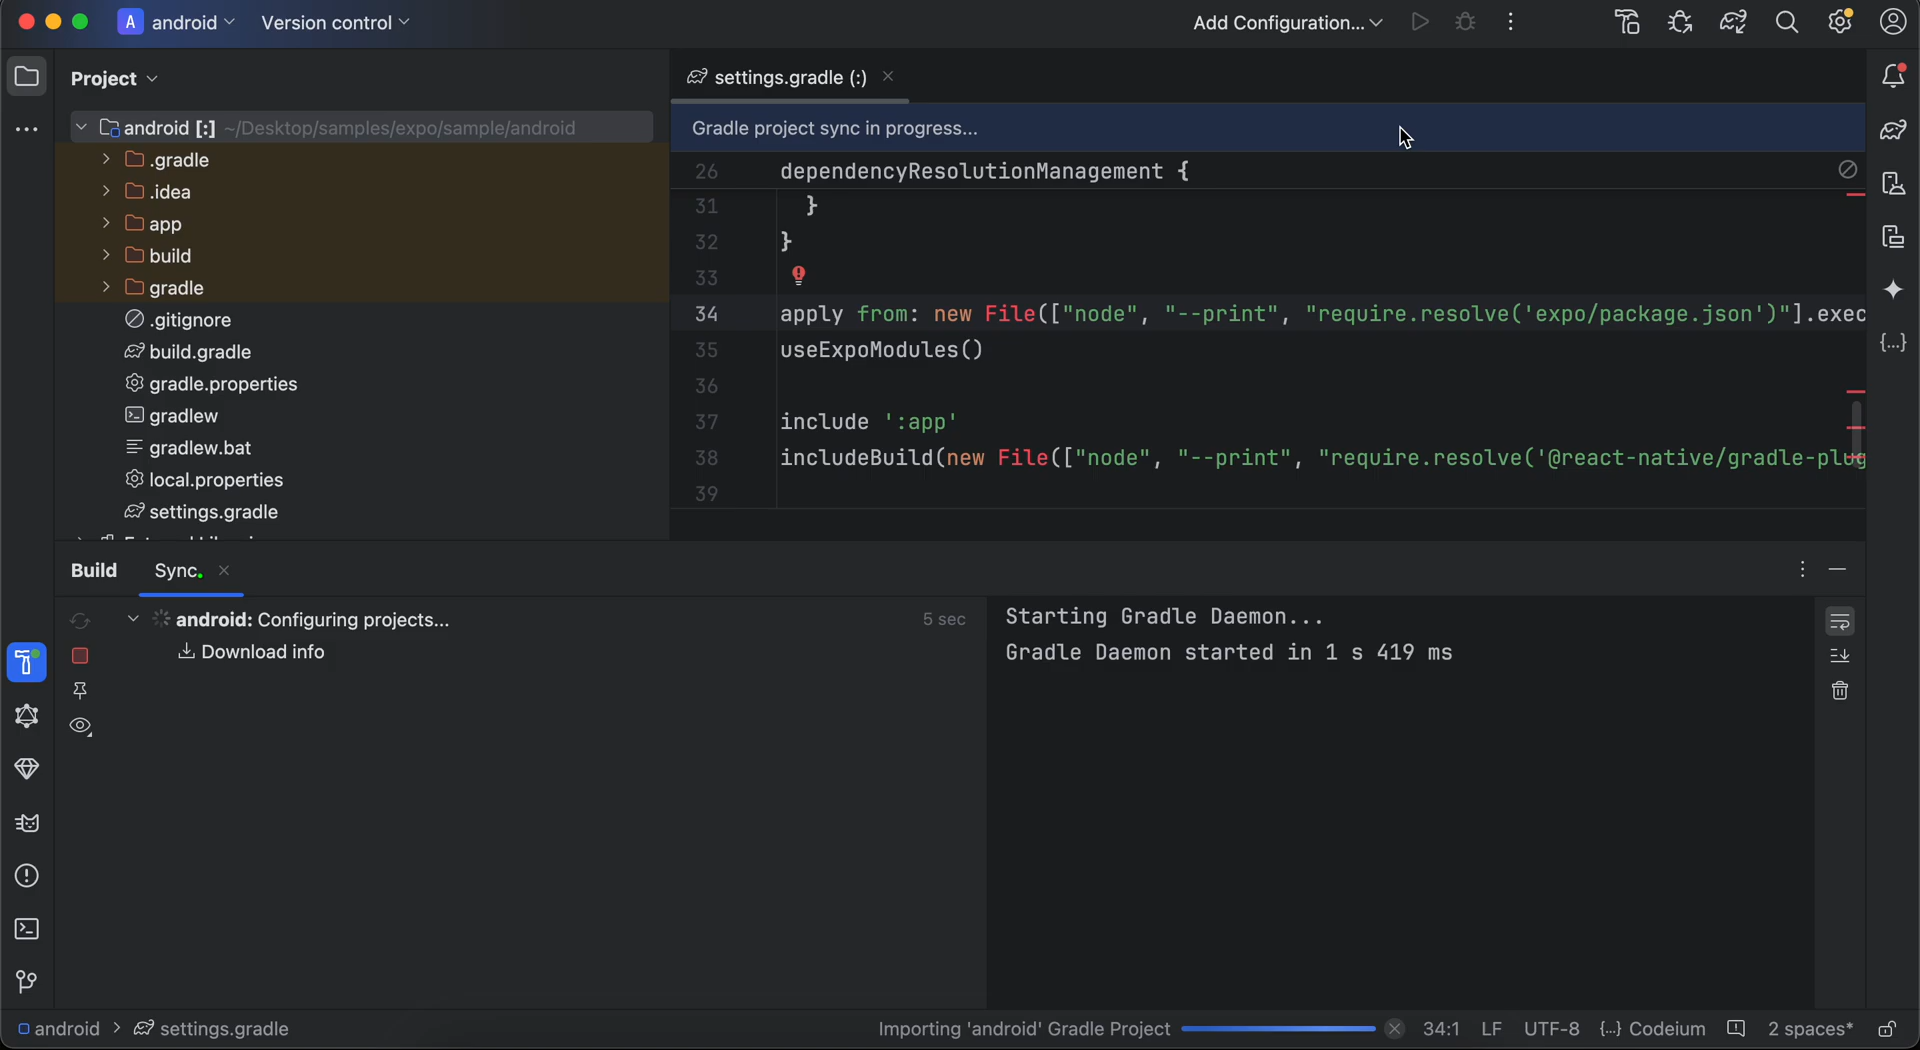 A android Version control Add Configuration...
Project
settings.gradle (:)
android [:] ~/Desktop/samples/expo/sample/android
.gradle
.idea
app
build
gradle
.gitignore
build.gradle
gradle.properties
gradlew
gradlew.bat
local.properties
settings.gradle
Gradle project sync in progress...
26 dependencyResolutionManagement {
31 }
32 }
33
34 apply from: new File(["node", "--print", "require.resolve('expo/package.json')"].exec
35 useExpoModules()
36
37 include ':app'
38 includeBuild(new File(["node", "--print", "require.resolve('@react-native/gradle-plug
39
{...}
Build Sync
android: Configuring projects... 5 sec
Download info
Starting Gradle Daemon...
Gradle Daemon started in 1 s 419 ms
android > settings.gradle Importing 'android' Gradle Project 34:1 LF UTF-8 {...} Codeium 2 spaces*